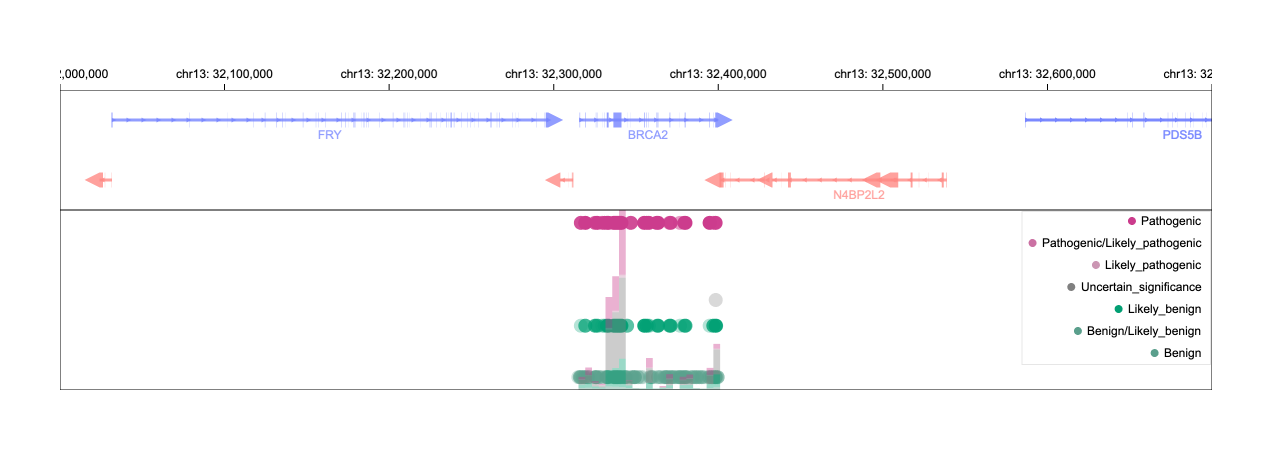 2,000,000 chr13: 32,100,000 chr13: 32,200,000 chr13: 32,300,000 chr13: 32,400,000 chr13: 32,500,000 chr13: 32,600,000 chr13: 32
FRY BRCA2 PDS5B
N4BP2L2
Pathogenic
Pathogenic/Likely_pathogenic
Likely_pathogenic
Uncertain_significance
Likely_benign
Benign/Likely_benign
Benign